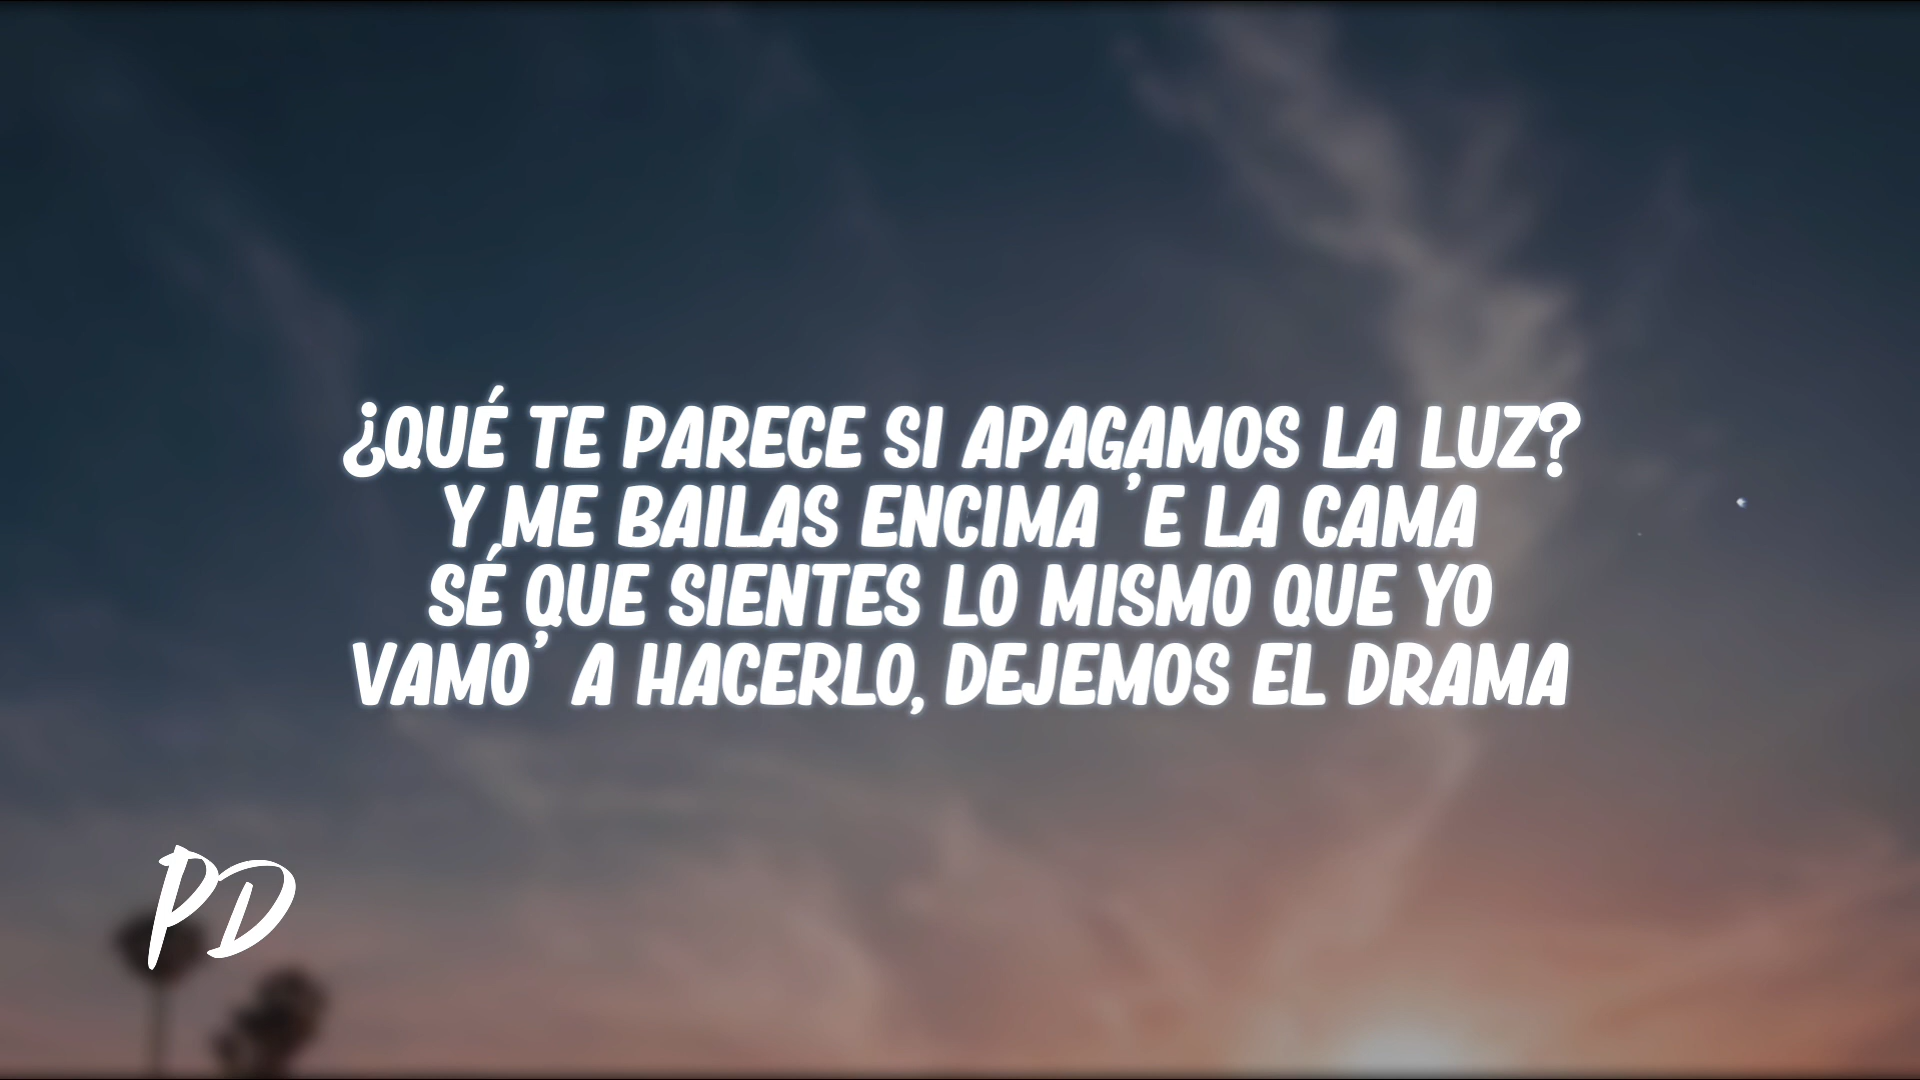 ¿QUÉ TE PARECE SI APAGAMOS LA LUZ?
Y ME BAILAS ENCIMA 'E LA CAMA
SÉ QUE SIENTES LO MISMO QUE YO
VAMO' A HACERLO, DEJEMOS EL DRAMA
PD